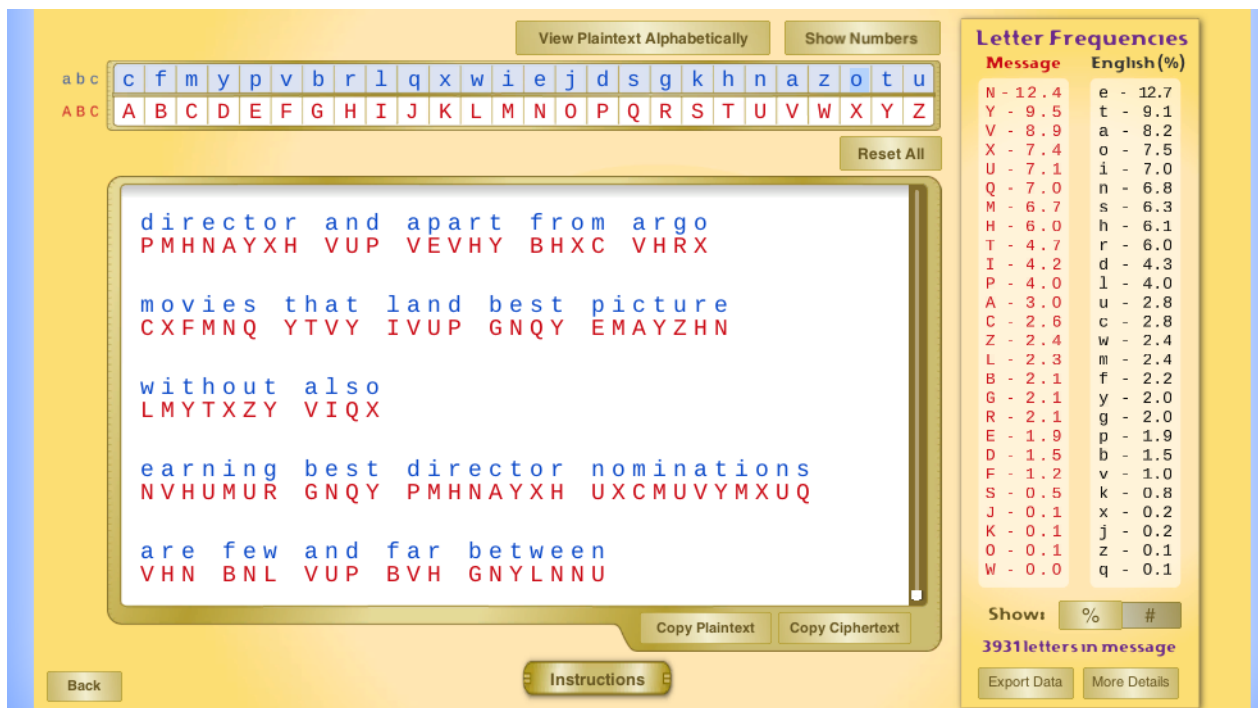 View Plaintext Alphabetically Show Numbers
a b c c f m y p v b r l q x w i e j d s g k h n a z o t u
A B C A B C D E F G H I J K L M N O P Q R S T U V W X Y Z
Reset All
director and apart from argo
PMHNAYXH VUP VEVHY BHXC VHRX
movies that land best picture
CXFMNQ YTVY IVUP GNQY EMAYZHN
without also
LMYTXZY VIQX
earning best director nominations
NVHUMUR GNQY PMHNAYXH UXCMUVYMXUQ
are few and far between
VHN BNL VUP BVH GNYLNNU
Copy Plaintext Copy Ciphertext
Back
Instructions
Letter Frequencies
Message English (%)
N - 12.4 e - 12.7
Y - 9.5 t - 9.1
V - 8.9 a - 8.2
X - 7.4 o - 7.5
U - 7.1 i - 7.0
Q - 7.0 n - 6.8
M - 6.7 s - 6.3
H - 6.0 h - 6.1
T - 4.7 r - 6.0
I - 4.2 d - 4.3
P - 4.0 l - 4.0
A - 3.0 u - 2.8
C - 2.6 c - 2.8
Z - 2.4 w - 2.4
L - 2.3 m - 2.4
B - 2.1 f - 2.2
G - 2.1 y - 2.0
R - 2.1 g - 2.0
E - 1.9 p - 1.9
D - 1.5 b - 1.5
F - 1.2 v - 1.0
S - 0.5 k - 0.8
J - 0.1 x - 0.2
K - 0.1 j - 0.2
O - 0.1 z - 0.1
W - 0.0 q - 0.1
Show: % #
3931 letters in message
Export Data More Details